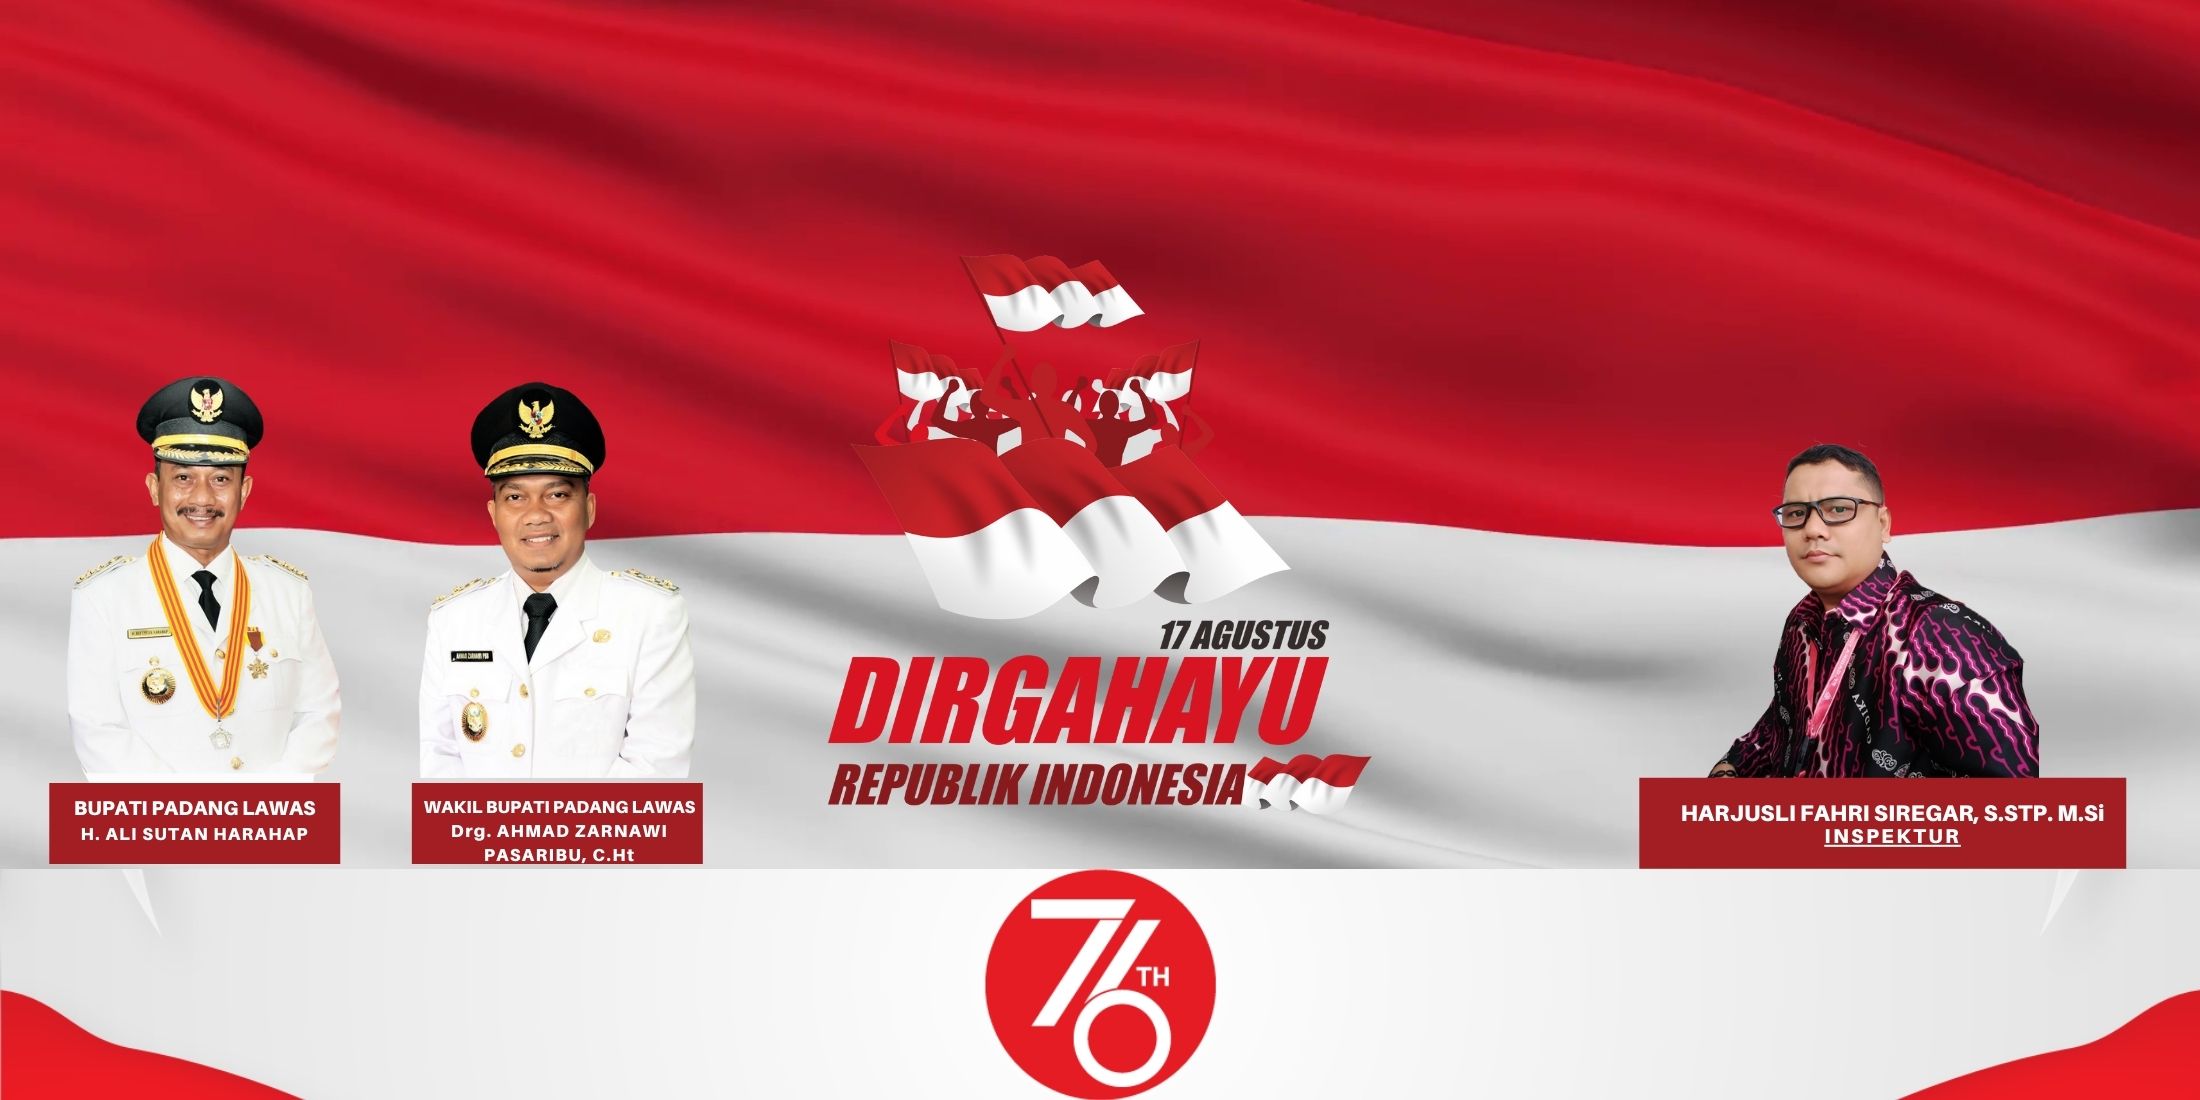 17 AGUSTUS
DIRGAHAYU
REPUBLIK INDONESIA
BUPATI PADANG LAWAS
H. ALI SUTAN HARAHAP
WAKIL BUPATI PADANG LAWAS
Drg. AHMAD ZARNAWI
PASARIBU, C.Ht
HARJUSLI FAHRI SIREGAR, S.STP. M.Si
INSPEKTUR
76 TH